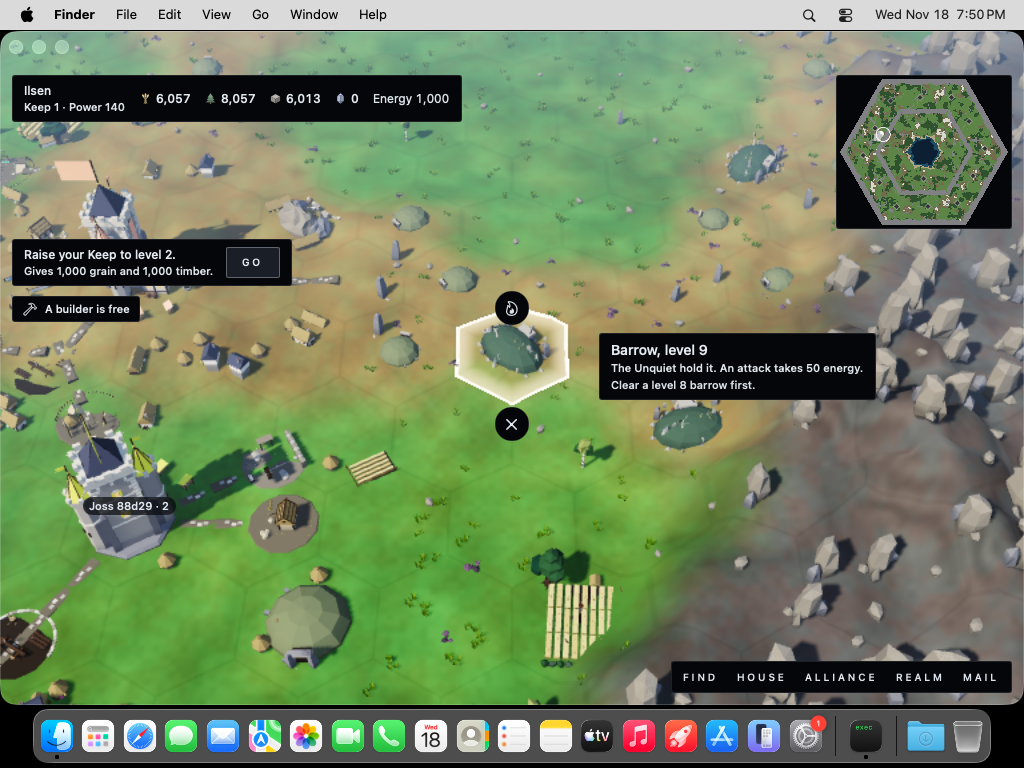 Finder File Edit View Go Window Help
Wed Nov 18 7:50 PM
Ilsen
Keep 1 · Power 140
6,057 8,057 6,013 0 Energy 1,000
Raise your Keep to level 2.
Gives 1,000 grain and 1,000 timber.
GO
A builder is free
Barrow, level 9
The Unquiet hold it. An attack takes 50 energy.
Clear a level 8 barrow first.
Joss 88d29 · 2
FIND HOUSE ALLIANCE REALM MAIL
Wed
18
tv
1
exec